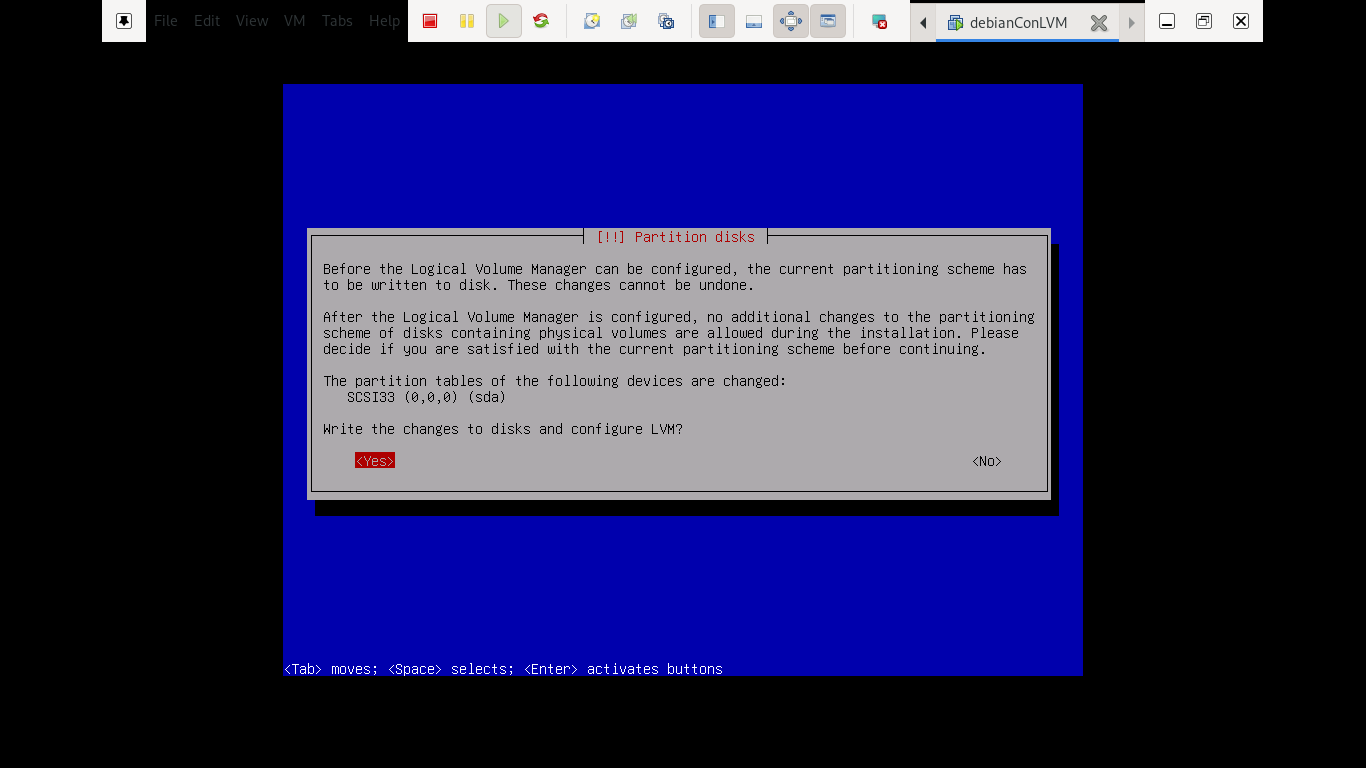 File Edit View VM Tabs Help debianConLVM
[!!] Partition disks
Before the Logical Volume Manager can be configured, the current partitioning scheme has
to be written to disk. These changes cannot be undone.
After the Logical Volume Manager is configured, no additional changes to the partitioning
scheme of disks containing physical volumes are allowed during the installation. Please
decide if you are satisfied with the current partitioning scheme before continuing.
The partition tables of the following devices are changed:
SCSI33 (0,0,0) (sda)
Write the changes to disks and configure LVM?
<Yes> <No>
<Tab> moves; <Space> selects; <Enter> activates buttons